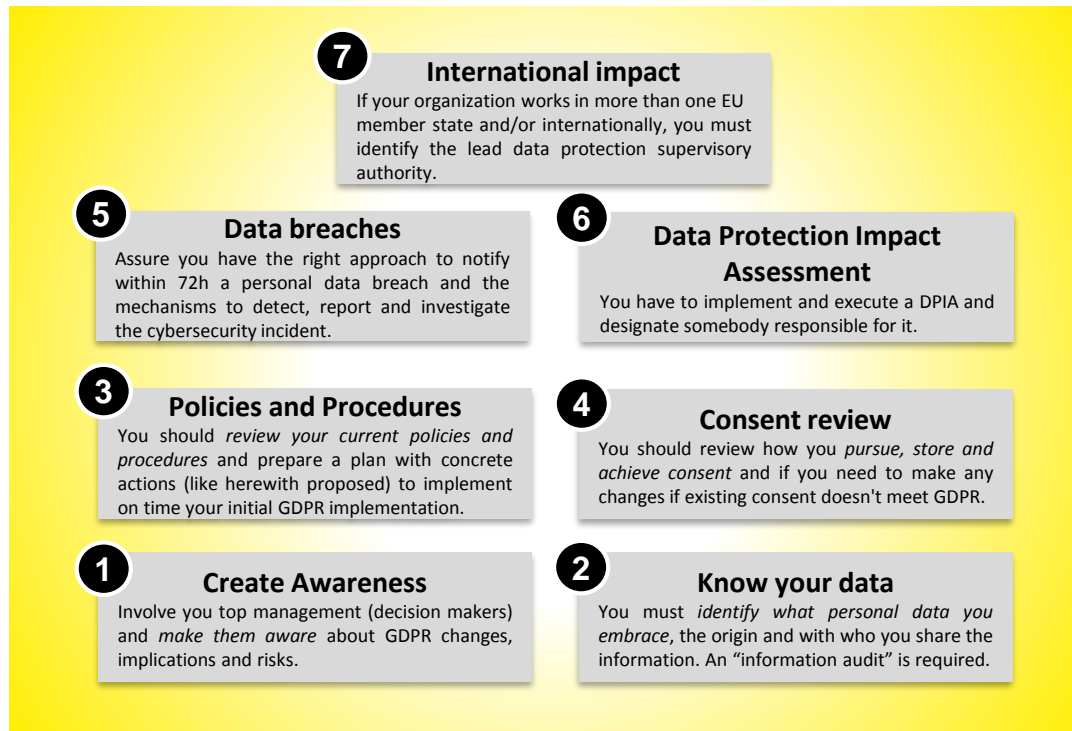 7
International impact
If your organization works in more than one EU
member state and/or internationally, you must
identify the lead data protection supervisory
authority.
5
Data breaches
Assure you have the right approach to notify
within 72h a personal data breach and the
mechanisms to detect, report and investigate
the cybersecurity incident.
6
Data Protection Impact
Assessment
You have to implement and execute a DPIA and
designate somebody responsible for it.
3
Policies and Procedures
You should review your current policies and
procedures and prepare a plan with concrete
actions (like herewith proposed) to implement
on time your initial GDPR implementation.
4
Consent review
You should review how you pursue, store and
achieve consent and if you need to make any
changes if existing consent doesn't meet GDPR.
1
Create Awareness
Involve you top management (decision makers)
and make them aware about GDPR changes,
implications and risks.
2
Know your data
You must identify what personal data you
embrace, the origin and with who you share the
information. An “information audit” is required.